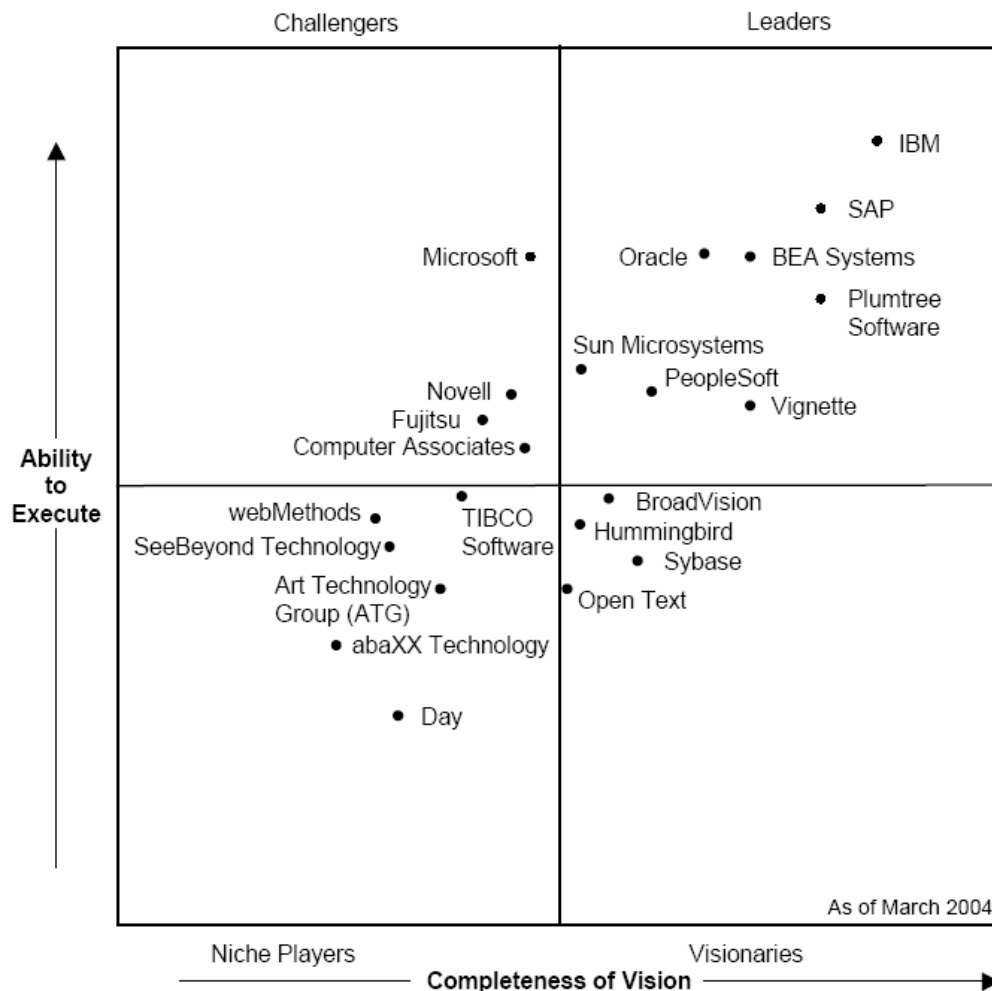 Challengers
Leaders
IBM
SAP
Microsoft
Oracle
BEA Systems
Plumtree
Software
Sun Microsystems
PeopleSoft
Novell
Vignette
Fujitsu
Computer Associates
Ability
to
Execute
BroadVision
webMethods
TIBCO
Software
Hummingbird
SeeBeyond Technology
Sybase
Art Technology
Group (ATG)
Open Text
abaXX Technology
Day
As of March 2004
Niche Players
Visionaries
Completeness of Vision